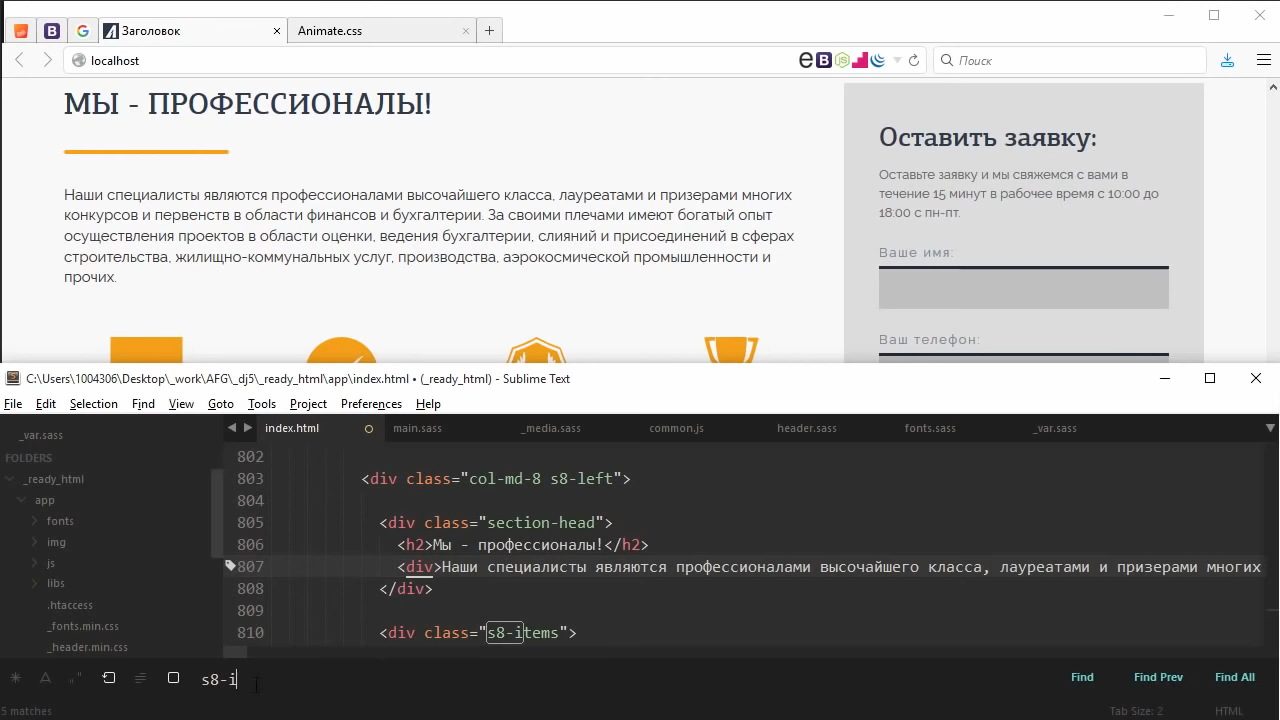 Заголовок
Animate.css
localhost
Поиск
МЫ - ПРОФЕССИОНАЛЫ!
Наши специалисты являются профессионалами высочайшего класса, лауреатами и призерами многих
конкурсов и первенств в области финансов и бухгалтерии. За своими плечами имеют богатый опыт
осуществления проектов в области оценки, ведения бухгалтерии, слияний и присоединений в сферах
строительства, жилищно-коммунальных услуг, производства, аэрокосмической промышленности и
прочих.
Оставить заявку:
Оставьте заявку и мы свяжемся с вами в
течение 15 минут в рабочее время с 10:00 до
18:00 с пн-пт.
Ваше имя:
Ваш телефон:
C:\Users\1004306\Desktop\_work\AFG\_dj5\_ready_html\app\index.html • (_ready_html) - Sublime Text
File Edit Selection Find View Goto Tools Project Preferences Help
_var.sass
FOLDERS
_ready_html
app
fonts
img
js
libs
.htaccess
_fonts.min.css
_header.min.css
index.html main.sass _media.sass common.js header.sass fonts.sass _var.sass
802
803 <div class="col-md-8 s8-left">
804
805 <div class="section-head">
806 <h2>Мы - профессионалы!</h2>
807 <div>Наши специалисты являются профессионалами высочайшего класса, лауреатами и призерами многих
808 </div>
809
810 <div class="s8-items">
s8-i
Find Find Prev Find All
5 matches
Tab Size: 2 HTML